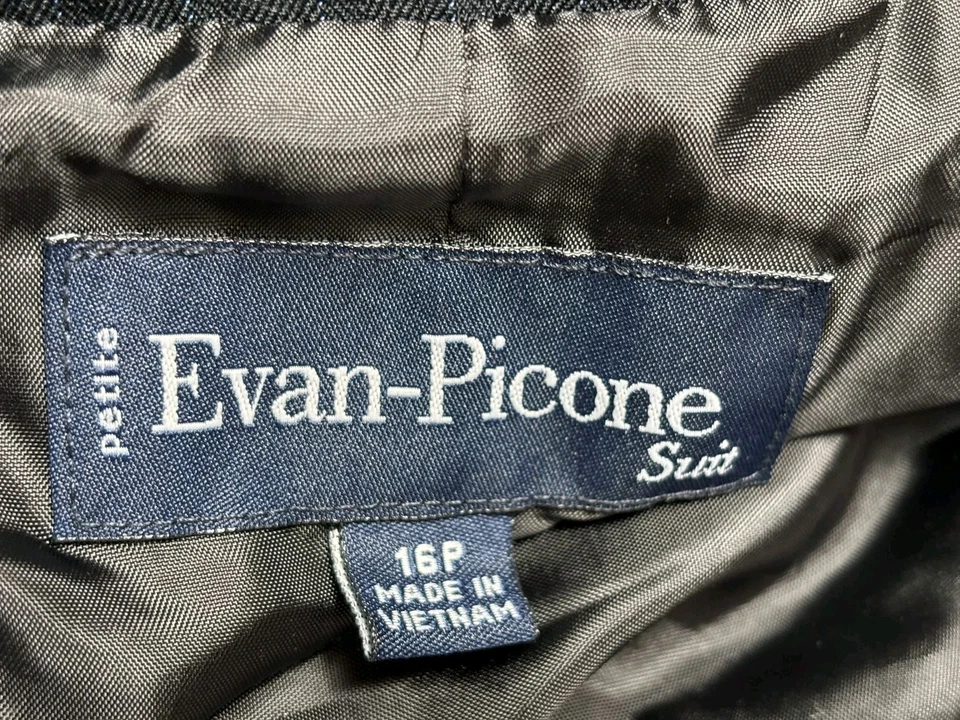 petite
Evan-Picone
Suit
16P
MADE IN
VIETNAM